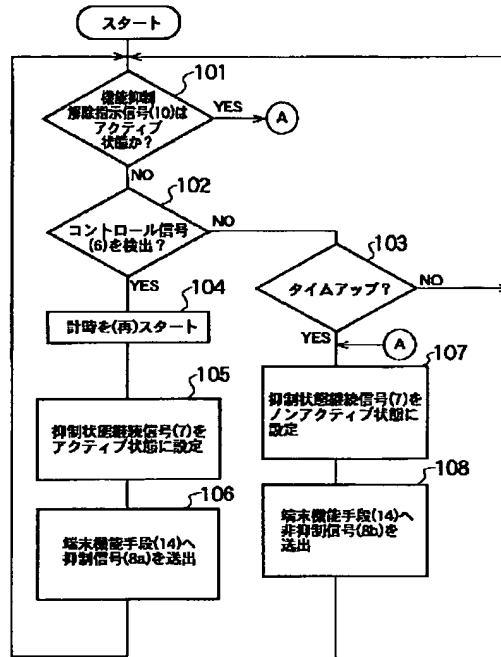 スタート
101
機能抑制
解除指示信号(10)は
アクティブ
状態か?
YES
A
NO
102
コントロール信号
(6)を検出?
NO
YES
103
タイムアップ?
NO
YES
A
104
計時を(再)スタート
105
抑制状態継続信号(7)を
アクティブ状態に設定
106
端末機能手段(14)へ
抑制信号(8a)を送出
107
抑制状態継続信号(7)を
ノンアクティブ状態に
設定
108
端末機能手段(14)へ
非抑制信号(8b)を
送出